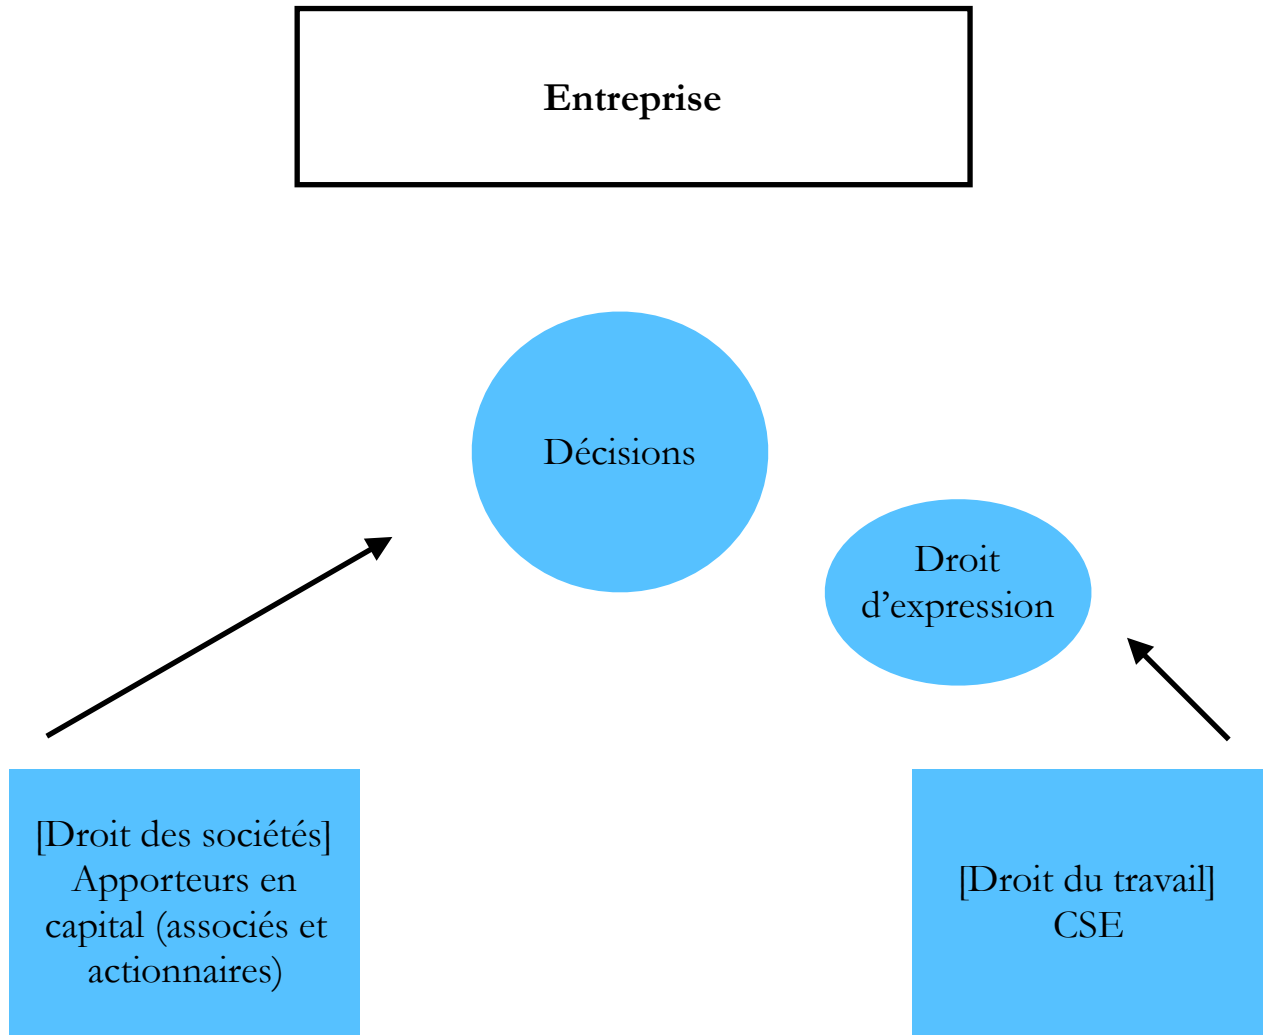 Entreprise
Décisions
Droit
d’expression
[Droit des sociétés]
Apporteurs en
capital (associés et
actionnaires)
[Droit du travail]
CSE